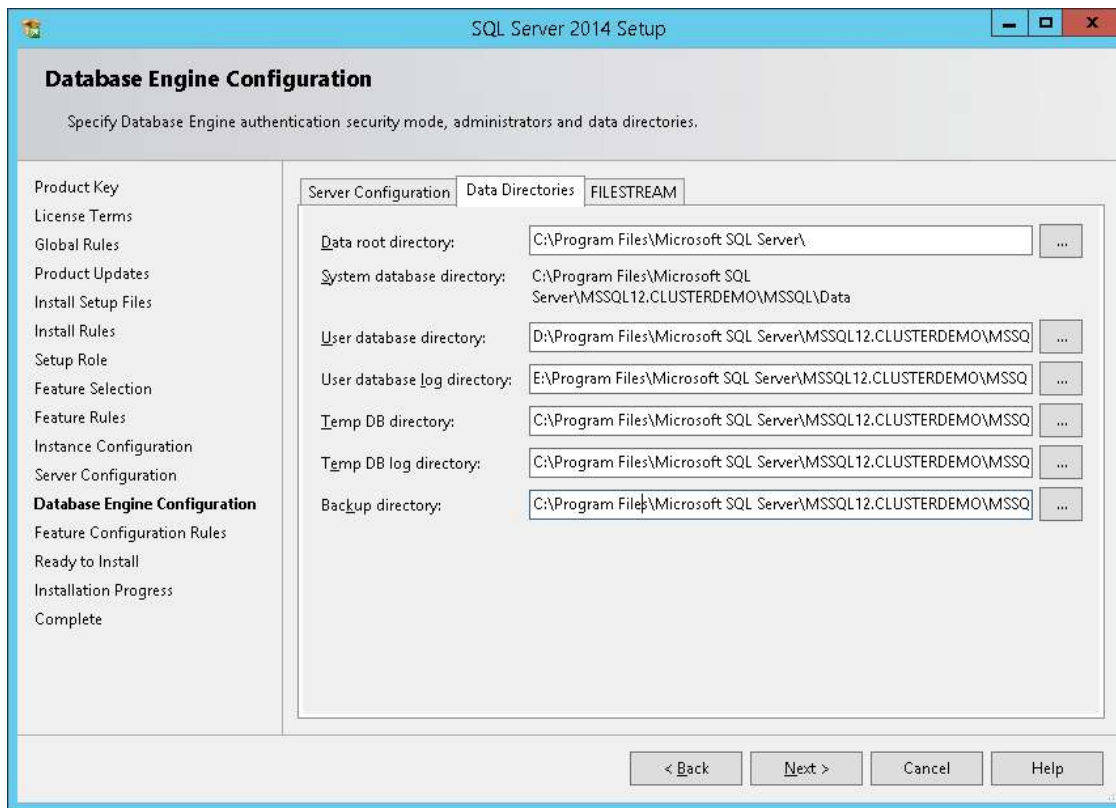 SQL Server 2014 Setup
Database Engine Configuration
Specify Database Engine authentication security mode, administrators and data directories.
Product Key
License Terms
Global Rules
Product Updates
Install Setup Files
Install Rules
Setup Role
Feature Selection
Feature Rules
Instance Configuration
Server Configuration
Database Engine Configuration
Feature Configuration Rules
Ready to Install
Installation Progress
Complete
Server Configuration Data Directories FILESTREAM
Data root directory: C:\Program Files\Microsoft SQL Server\ ...
System database directory: C:\Program Files\Microsoft SQL
Server\MSSQL12.CLUSTERDEMO\MSSQL\Data
User database directory: D:\Program Files\Microsoft SQL Server\MSSQL12.CLUSTERDEMO\MSSQ ...
User database log directory: E:\Program Files\Microsoft SQL Server\MSSQL12.CLUSTERDEMO\MSSQ ...
Temp DB directory: C:\Program Files\Microsoft SQL Server\MSSQL12.CLUSTERDEMO\MSSQ ...
Temp DB log directory: C:\Program Files\Microsoft SQL Server\MSSQL12.CLUSTERDEMO\MSSQ ...
Backup directory: C:\Program Files\Microsoft SQL Server\MSSQL12.CLUSTERDEMO\MSSQ ...
< Back Next > Cancel Help